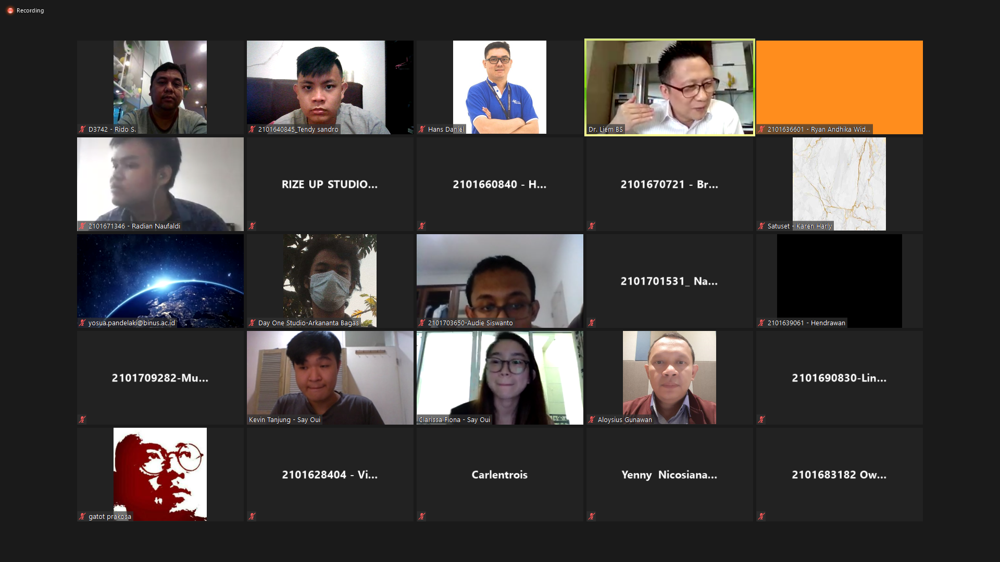 Recording
D3742 - Rido S.
2101640845_Tendy sandro
Hans Daniel
Dr. Liem BS
2101636601 - Ryan Andhika Wid...
2101671346 - Radian Naufaldi
RIZE UP STUDIO...
2101660840 - H...
2101670721 - Br...
Satuset - Karen Harly
yosua.pandelaki@binus.ac.id
Day One Studio-Arkananta Bagas
2101703650-Audie Siswanto
2101701531_ Na...
2101639061 - Hendrawan
2101709282-Mu...
Kevin Tanjung - Say Oui
Clarissa Fiona - Say Oui
Aloysius Gunawan
2101690830-Lin...
gatot prakosa
2101628404 - Vi...
Carlentrois
Yenny Nicosiana...
2101683182 Ow...